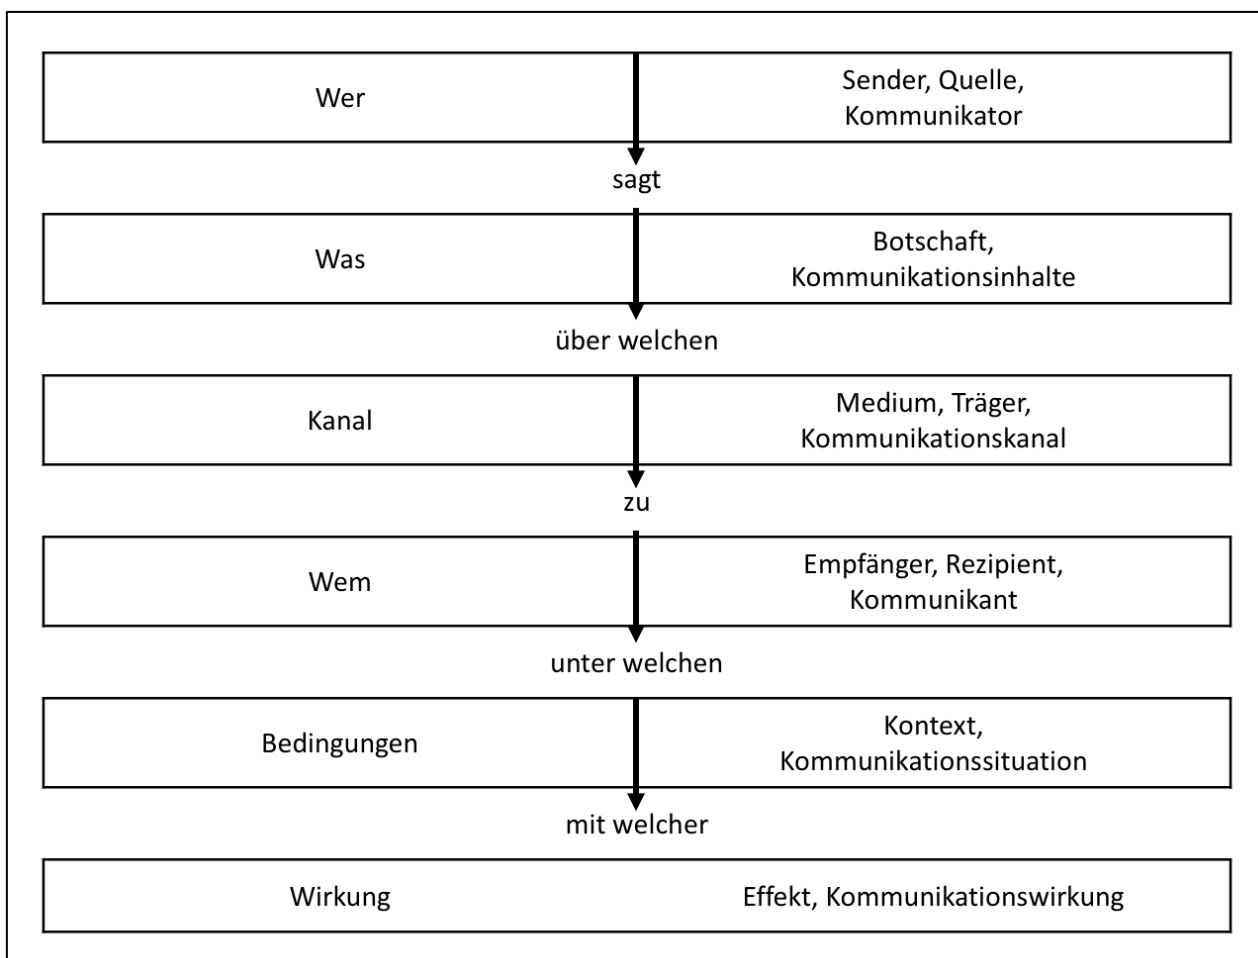 Wer
Sender, Quelle,
Kommunikator
sagt
Was
Botschaft,
Kommunikationsinhalte
über welchen
Kanal
Medium, Träger,
Kommunikationskanal
zu
Wem
Empfänger, Rezipient,
Kommunikant
unter welchen
Bedingungen
Kontext,
Kommunikationssituation
mit welcher
Wirkung
Effekt, Kommunikationswirkung